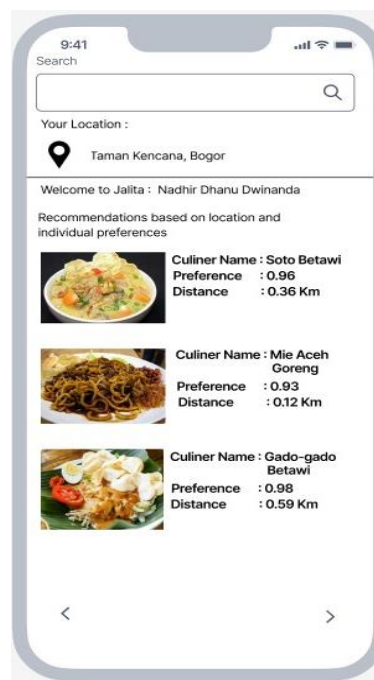 9:41
Search
Your Location :
Taman Kencana, Bogor
Welcome to Jalita : Nadhir Dhanu Dwinanda
Recommendations based on location and
individual preferences
Culiner Name : Soto Betawi
Preference : 0.96
Distance : 0.36 Km
Culiner Name : Mie Aceh
Goreng
Preference : 0.93
Distance : 0.12 Km
Culiner Name : Gado-gado
Betawi
Preference : 0.98
Distance : 0.59 Km